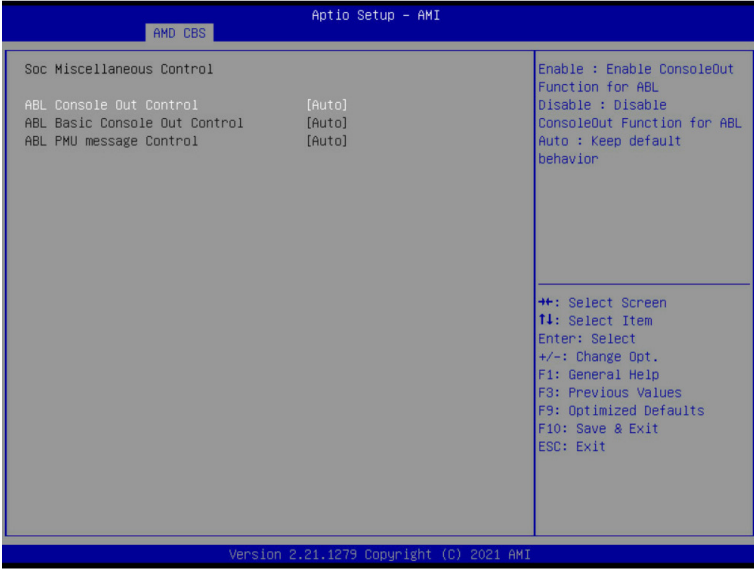 Aptio Setup – AMI
AMD CBS
Soc Miscellaneous Control
ABL Console Out Control [Auto]
ABL Basic Console Out Control [Auto]
ABL PMU message Control [Auto]
Enable : Enable ConsoleOut
Function for ABL
Disable : Disable
ConsoleOut Function for ABL
Auto : Keep default
behavior
→←: Select Screen
↑↓: Select Item
Enter: Select
+/-: Change Opt.
F1: General Help
F3: Previous Values
F9: Optimized Defaults
F10: Save & Exit
ESC: Exit
Version 2.21.1279 Copyright (C) 2021 AMI